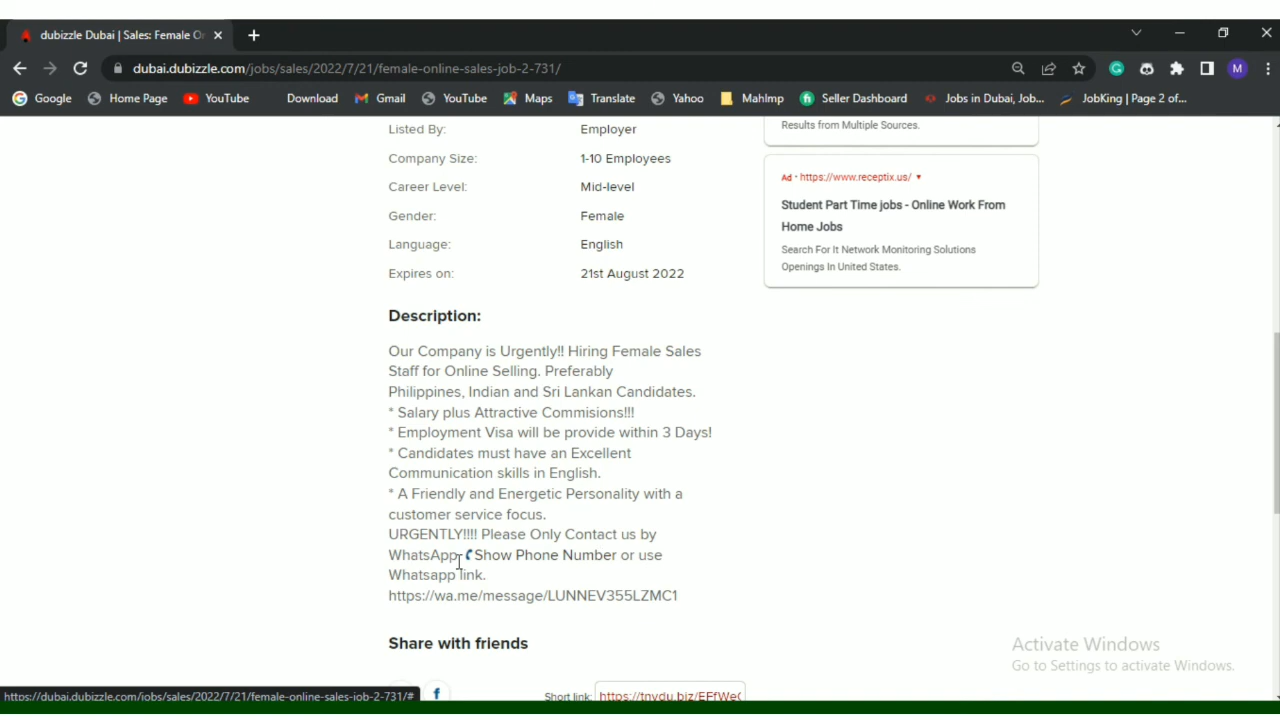 dubizzle Dubai | Sales: Female O
dubai.dubizzle.com/jobs/sales/2022/7/21/female-online-sales-job-2-731/
M
Google Home Page YouTube Download Gmail YouTube Maps Translate Yahoo MahImp Seller Dashboard Jobs in Dubai, Job... JobKing | Page 2 of...
Listed By: Employer
Company Size: 1-10 Employees
Career Level: Mid-level
Gender: Female
Language: English
Expires on: 21st August 2022
Results from Multiple Sources.
Ad · https://www.receptix.us/
Student Part Time jobs - Online Work From
Home Jobs
Search For It Network Monitoring Solutions
Openings In United States.
Description:
Our Company is Urgently!! Hiring Female Sales
Staff for Online Selling. Preferably
Philippines, Indian and Sri Lankan Candidates.
* Salary plus Attractive Commisions!!!
* Employment Visa will be provide within 3 Days!
* Candidates must have an Excellent
Communication skills in English.
* A Friendly and Energetic Personality with a
customer service focus.
URGENTLY!!!! Please Only Contact us by
WhatsApp Show Phone Number or use
Whatsapp link.
https://wa.me/message/LUNNEV355LZMC1
Share with friends
Short link: https://tnydu.biz/EFfWe
Activate Windows
Go to Settings to activate Windows.
https://dubai.dubizzle.com/jobs/sales/2022/7/21/female-online-sales-job-2-731/#